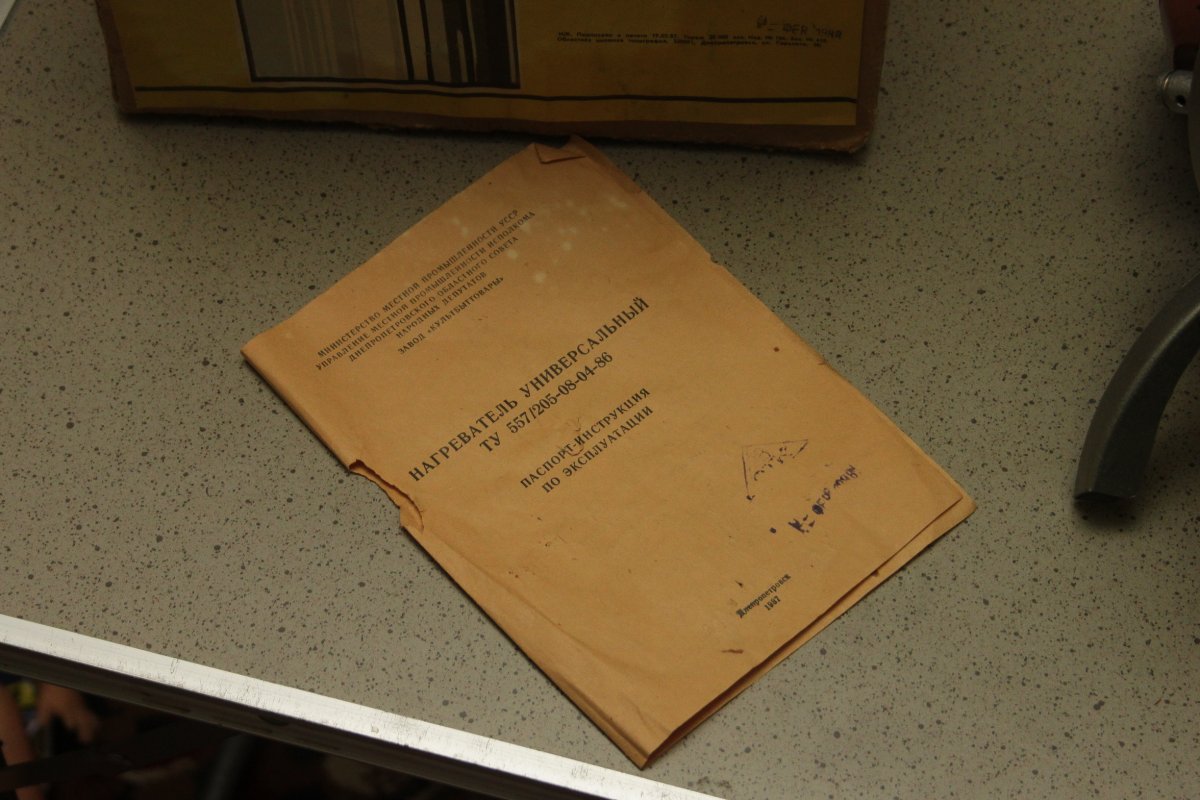 МИНИСТЕРСТВО МЕСТНОЙ ПРОМЫШЛЕННОСТИ УССР
УПРАВЛЕНИЕ МЕСТНОЙ ПРОМЫШЛЕННОСТИ ИСПОЛКОМА
ДНЕПРОПЕТРОВСКОГО ОБЛАСТНОГО СОВЕТА
НАРОДНЫХ ДЕПУТАТОВ
ЗАВОД «КУЛЬТБЫТТОВАРЫ»
НАГРЕВАТЕЛЬ УНИВЕРСАЛЬНЫЙ
ТУ 557/205-08-04-86
ПАСПОРТ-ИНСТРУКЦИЯ
ПО ЭКСПЛУАТАЦИИ
Днепропетровск
1987